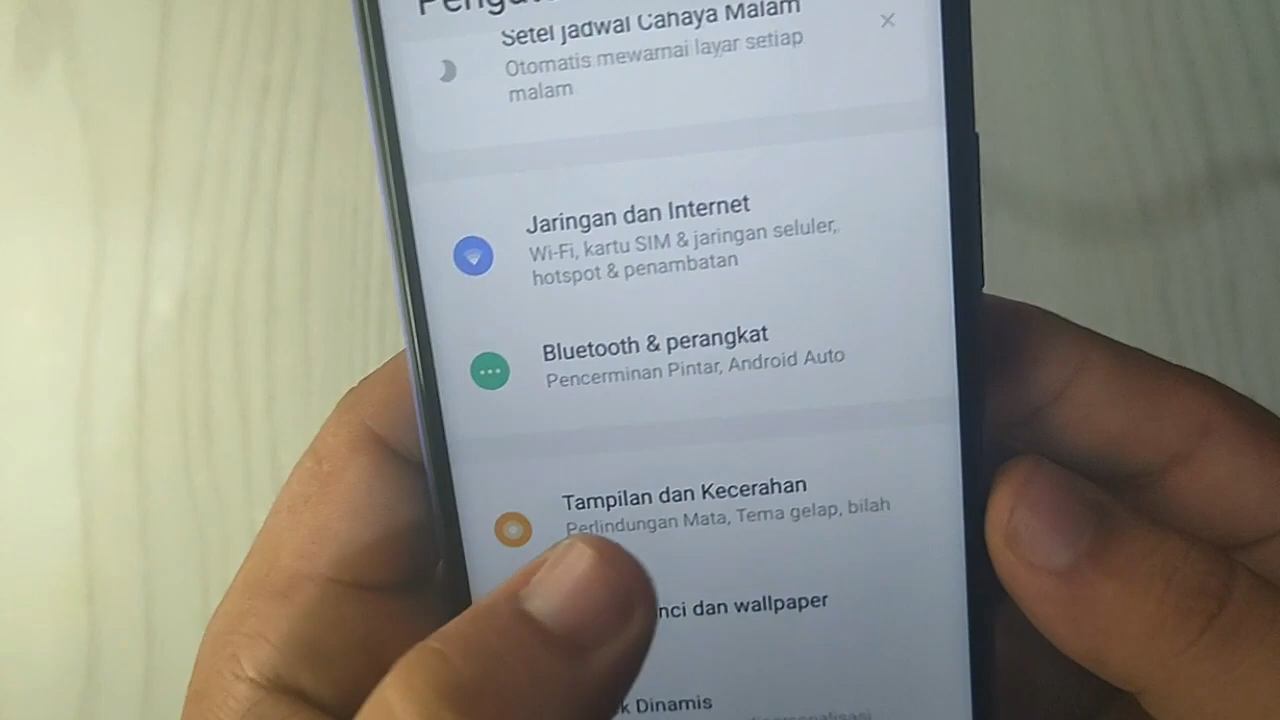 Setel Jadwal Cahaya Malam
Otomatis mewarnai layar setiap
malam
Jaringan dan Internet
Wi-Fi, kartu SIM & jaringan seluler,
hotspot & penambatan
Bluetooth & perangkat
Pencerminan Pintar, Android Auto
Tampilan dan Kecerahan
Perlindungan Mata, Tema gelap, bilah
dan wallpaper
Dinamis